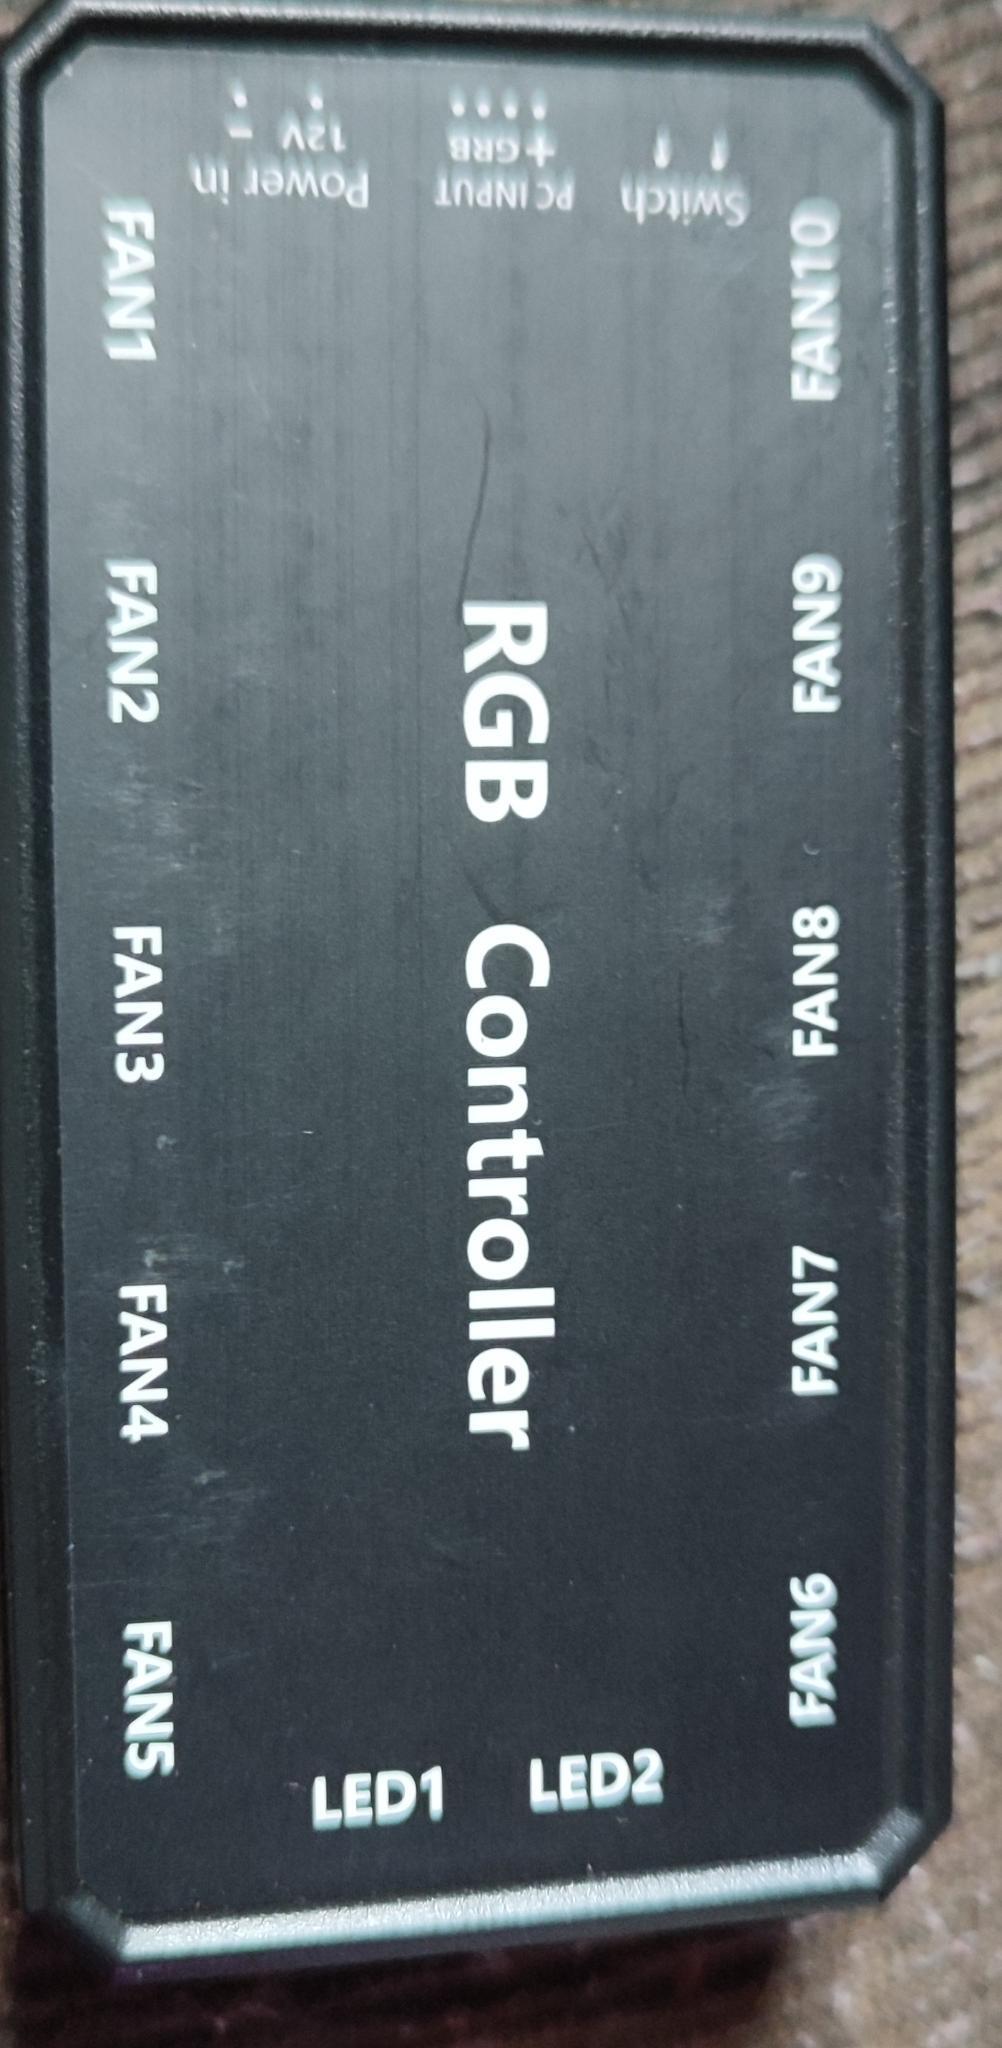 RGB Controller
FAN1
FAN2
FAN3
FAN4
FAN5
FAN10
FAN9
FAN8
FAN7
FAN6
LED1 LED2
Switch PC INPUT Power in
+GRB 12V -